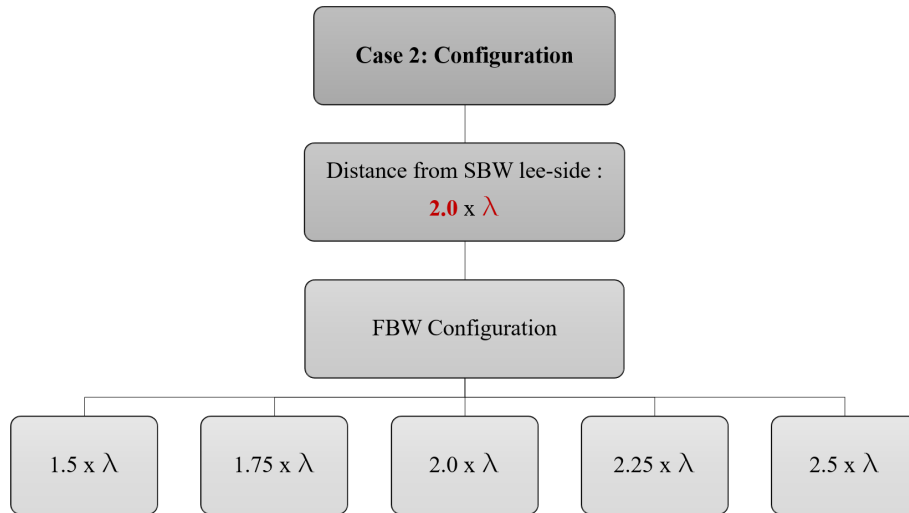 Case 2: Configuration
Distance from SBW lee-side :
2.0 x λ
FBW Configuration
1.5 x λ
1.75 x λ
2.0 x λ
2.25 x λ
2.5 x λ